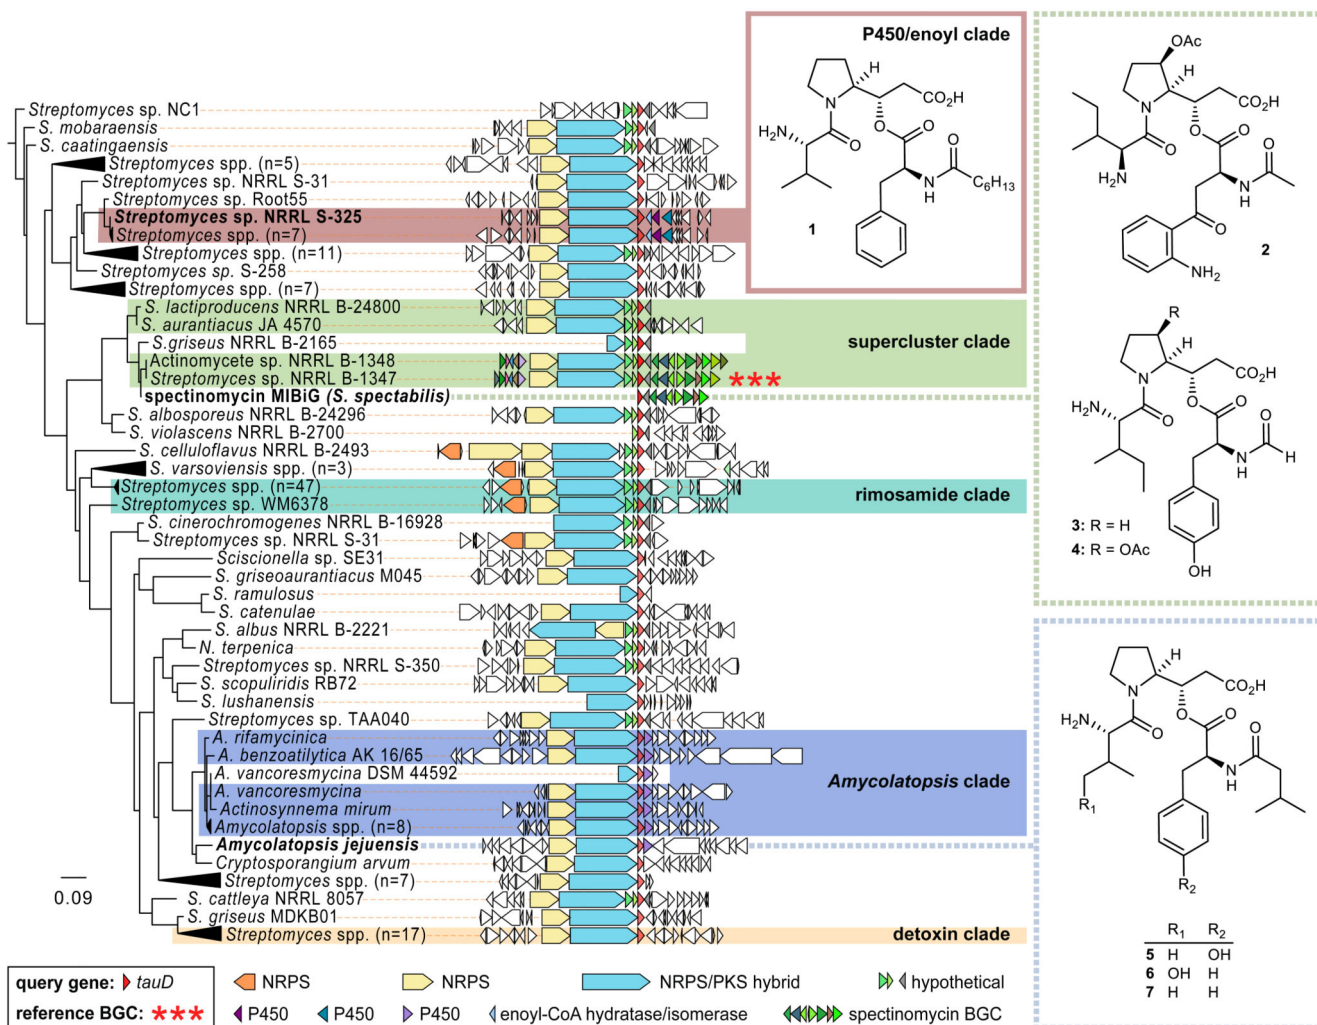 Streptomyces sp. NC1
S. mobaraensis
S. caatingaensis
Streptomyces spp. (n=5)
Streptomyces sp. NRRL S-31
Streptomyces sp. Root55
Streptomyces sp. NRRL S-325
Streptomyces spp. (n=7)
Streptomyces spp. (n=11)
Streptomyces sp. S-258
Streptomyces spp. (n=7)
S. lactiproducens NRRL B-24800
S. aurantiacus JA 4570
S.griseus NRRL B-2165
Actinomycete sp. NRRL B-1348
Streptomyces sp. NRRL B-1347
spectinomycin MIBiG (S. spectabilis)
S. albosporeus NRRL B-24296
S. violascens NRRL B-2700
S. celluloflavus NRRL B-2493
S. varsoviensis spp. (n=3)
Streptomyces spp. (n=47)
Streptomyces sp. WM6378
S. cinerochromogenes NRRL B-16928
Streptomyces sp. NRRL S-31
Sciscionella sp. SE31
S. griseoaurantiacus M045
S. ramulosus
S. catenulae
S. albus NRRL B-2221
N. terpenica
Streptomyces sp. NRRL S-350
S. scopuliridis RB72
S. lushanensis
Streptomyces sp. TAA040
A. rifamycinica
A. benzoatilytica AK 16/65
A. vancoresmycina DSM 44592
A. vancoresmycina
Actinosynnema mirum
Amycolatopsis spp. (n=8)
Amycolatopsis jejuensis
Cryptosporangium arvum
Streptomyces spp. (n=7)
S. cattleya NRRL 8057
S. griseus MDKB01
Streptomyces spp. (n=17)
0.09
P450/enoyl clade
supercluster clade
***
rimosamide clade
Amycolatopsis clade
detoxin clade
H
N
CO₂H
H₂N
O
O
O
N
H
O
C₆H₁₃
1
OAc
H
N
CO₂H
O
O
O
NH₂
N
H
O
O
NH₂
2
R
H
N
CO₂H
H₂N
O
O
O
N
H
O
H
OH
3: R = H
4: R = OAc
H
N
CO₂H
H₂N
O
O
O
O
N
H
R₁
R₂
R₁ R₂
5 H OH
6 OH H
7 H H
query gene: tauD
reference BGC: ***
NRPS
NRPS
NRPS/PKS hybrid
hypothetical
P450
P450
P450
enoyl-CoA hydratase/isomerase
spectinomycin BGC